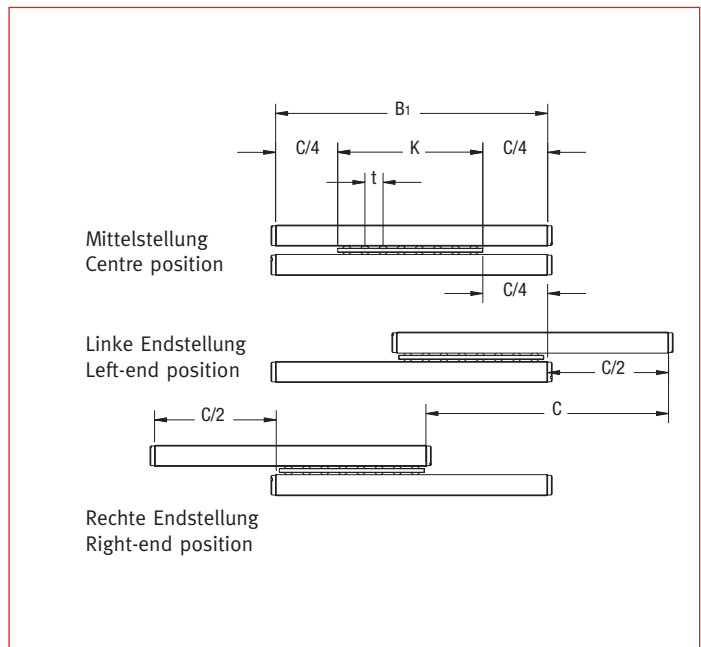 B1
C/4 K C/4
t
Mittelstellung
Centre position
C/4
Linke Endstellung
Left-end position
C/2
C/2 C
Rechte Endstellung
Right-end position